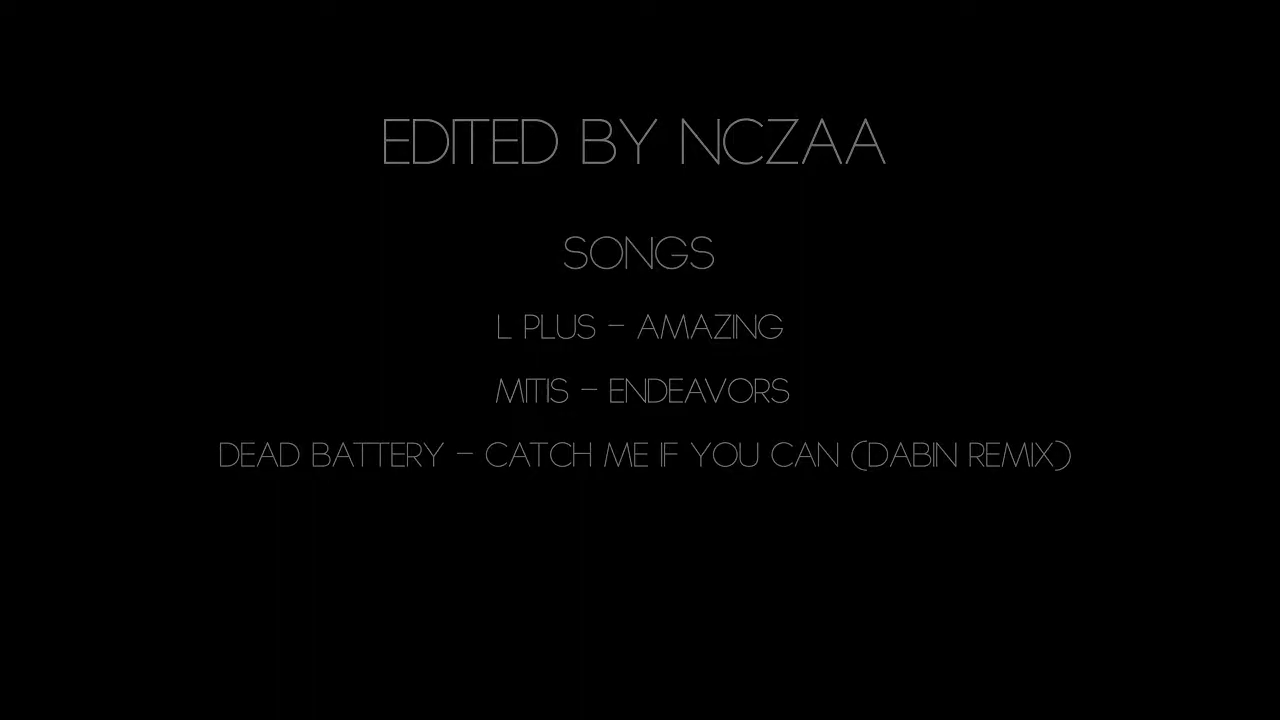 EDITED BY NCZAA
SONGS
L PLUS - AMAZING
MITIS - ENDEAVORS
DEAD BATTERY - CATCH ME IF YOU CAN (DABIN REMIX)